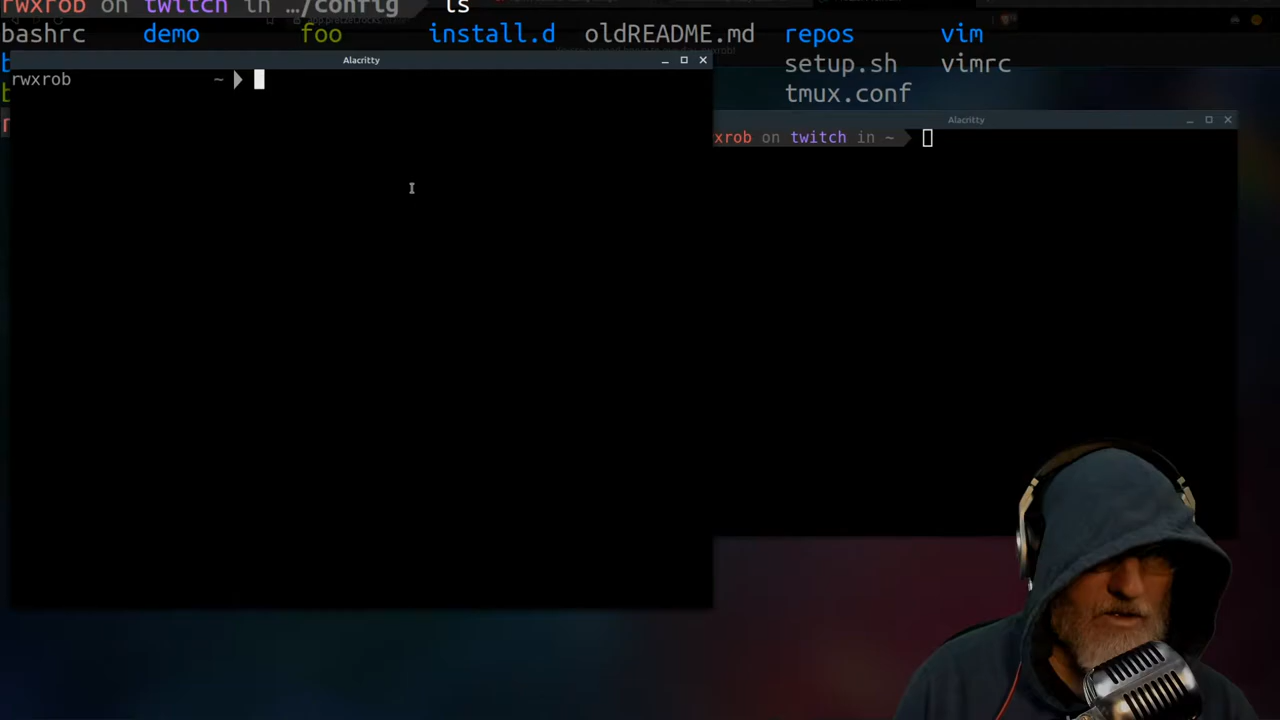 rwxrob on twitch in …/config ls
bashrc demo foo install.d oldREADME.md repos vim
setup.sh vimrc
tmux.conf
Alacritty
rwxrob ~
Alacritty
xrob on twitch in ~